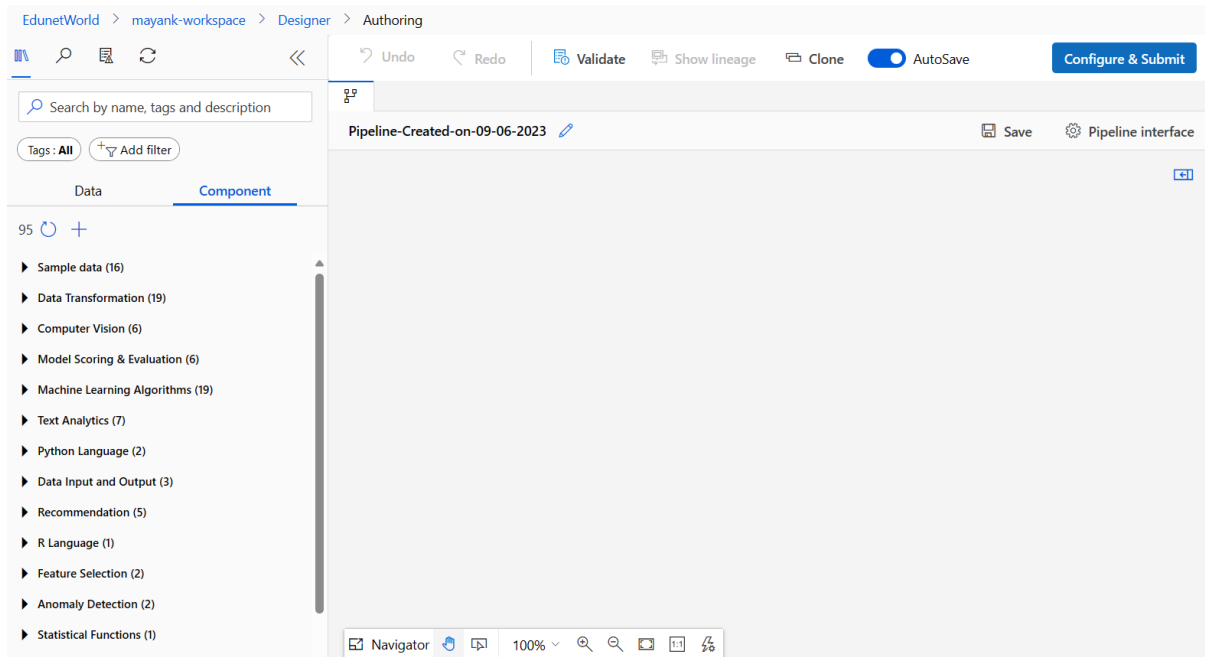 EdunetWorld > mayank-workspace > Designer > Authoring
Undo Redo Validate Show lineage Clone AutoSave Configure & Submit
Search by name, tags and description
Pipeline-Created-on-09-06-2023 Save Pipeline interface
Tags : All Add filter
Data Component
95
Sample data (16)
Data Transformation (19)
Computer Vision (6)
Model Scoring & Evaluation (6)
Machine Learning Algorithms (19)
Text Analytics (7)
Python Language (2)
Data Input and Output (3)
Recommendation (5)
R Language (1)
Feature Selection (2)
Anomaly Detection (2)
Statistical Functions (1)
Navigator 100% 1:1